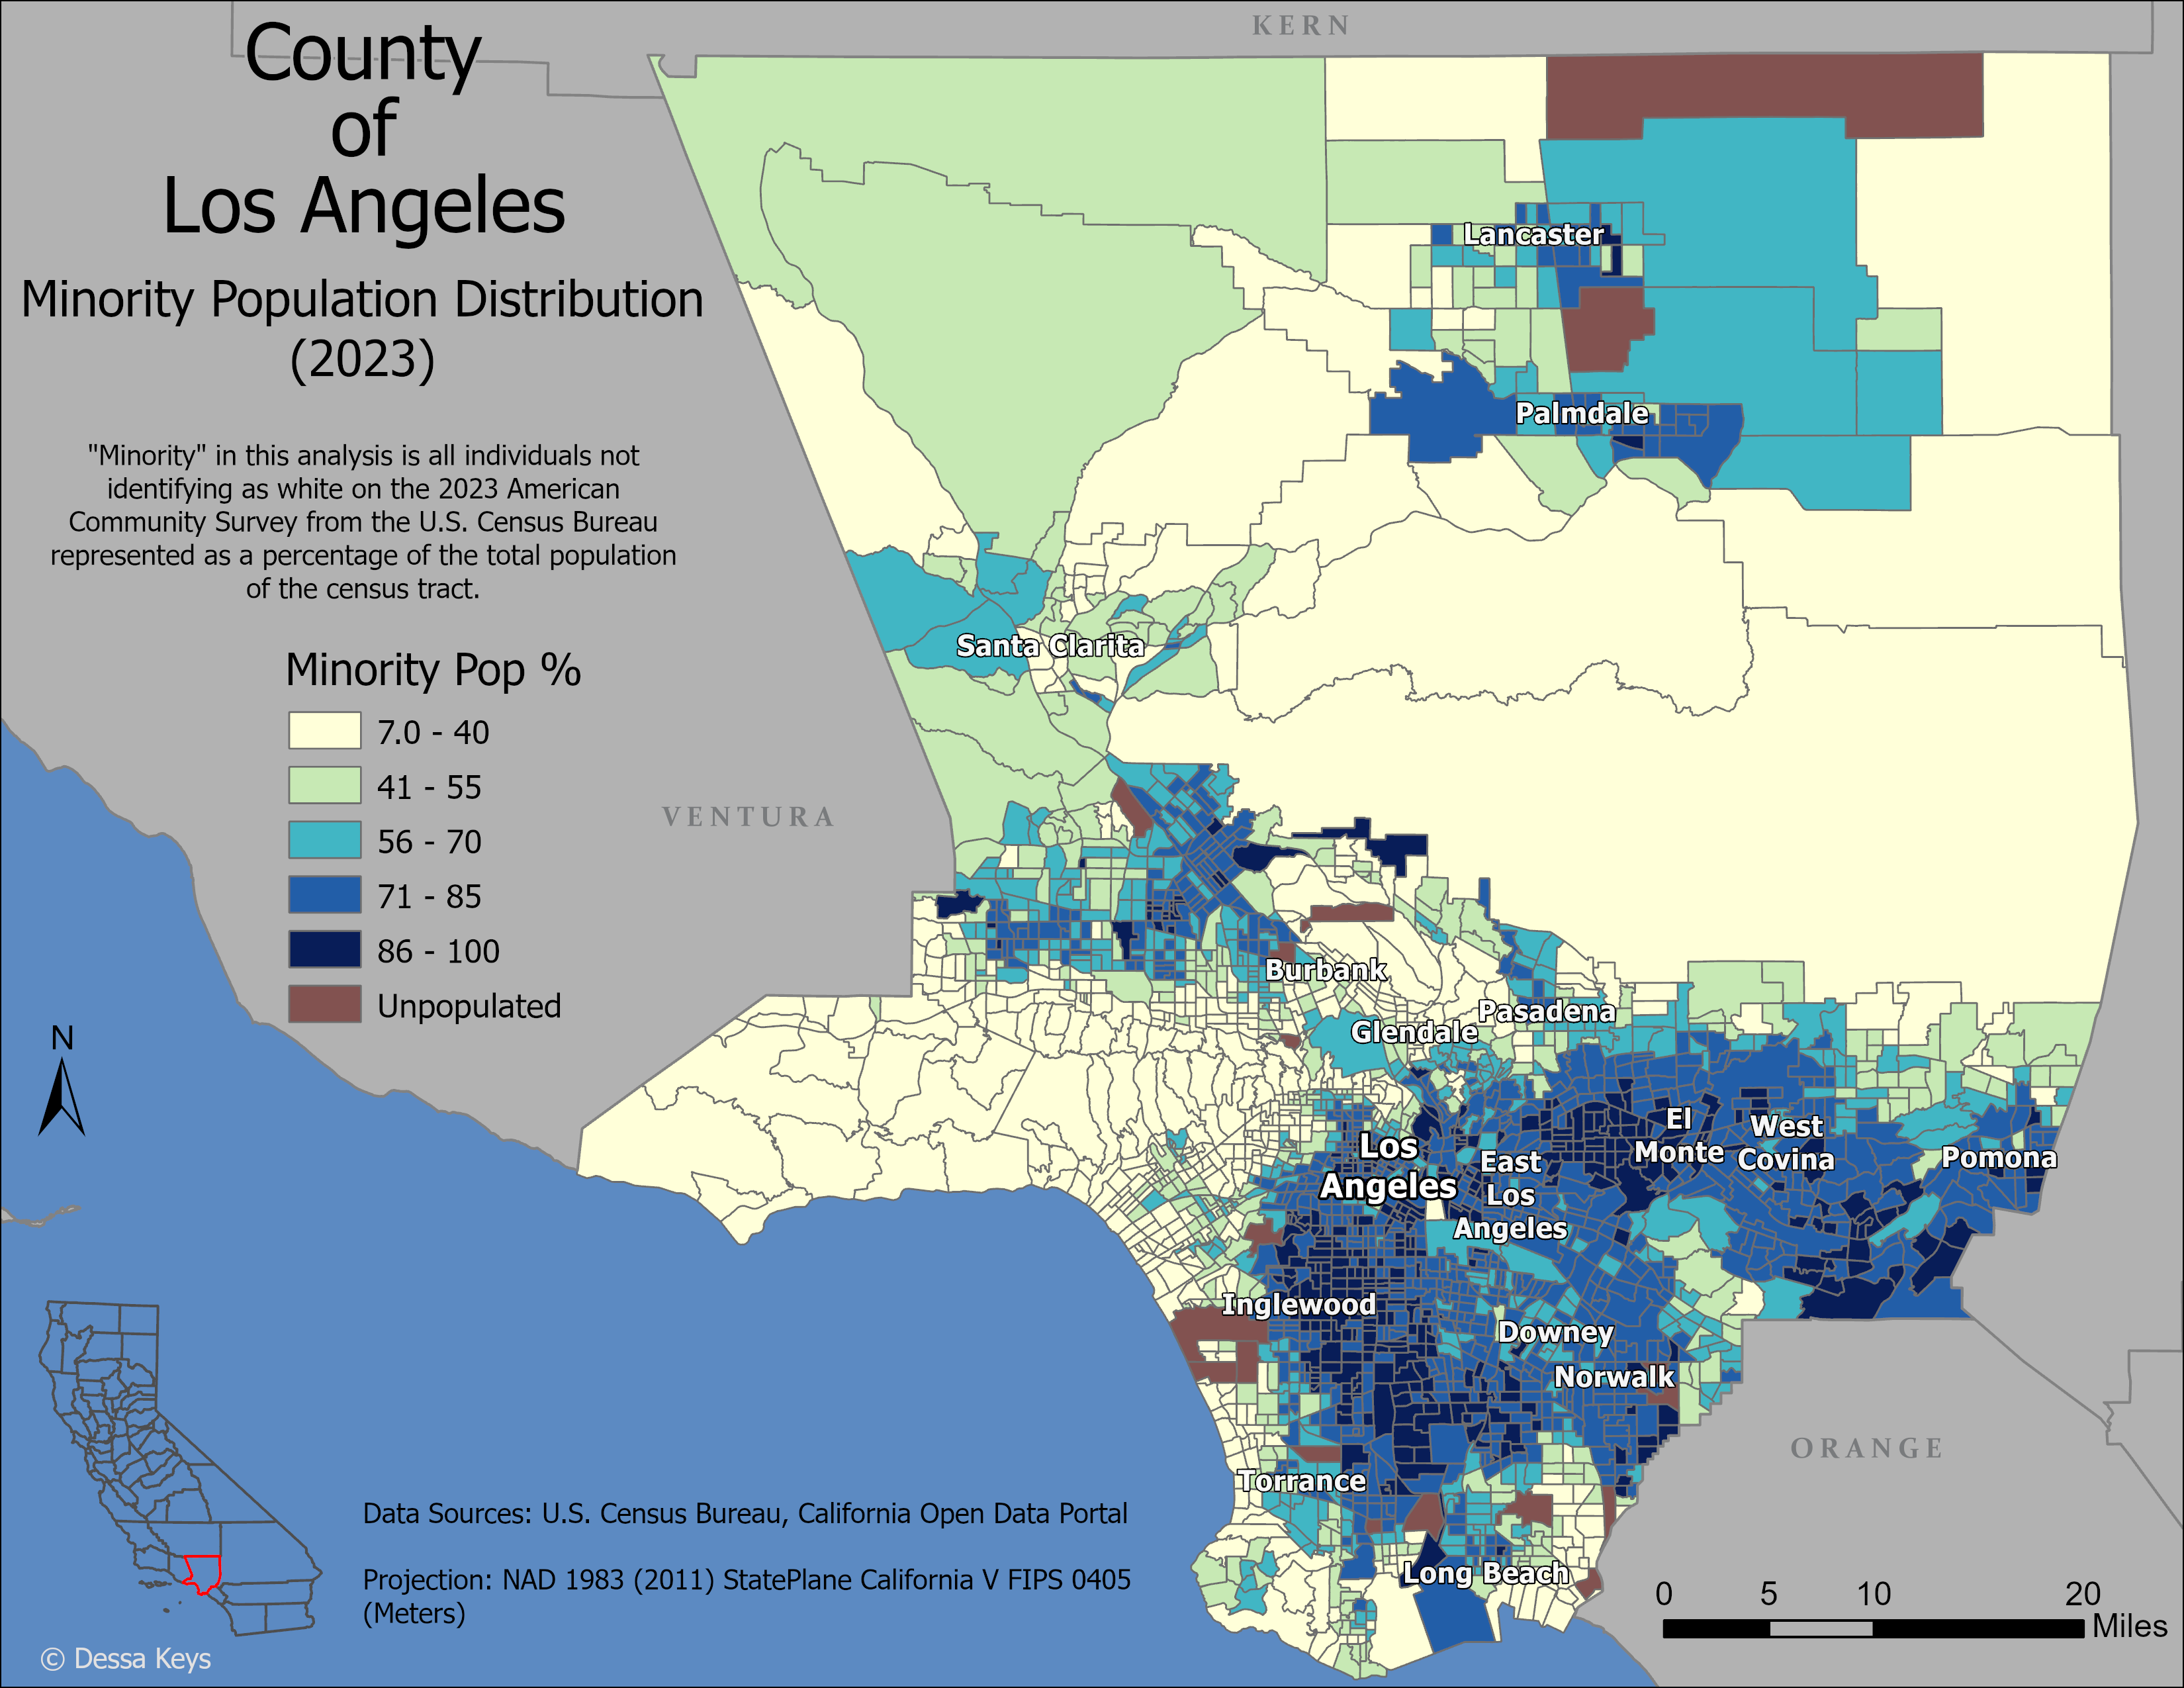 County
of
Los Angeles
Minority Population Distribution
(2023)
"Minority" in this analysis is all individuals not
identifying as white on the 2023 American
Community Survey from the U.S. Census Bureau
represented as a percentage of the total population
of the census tract.
Minority Pop %
7.0 - 40
41 - 55
56 - 70
71 - 85
86 - 100
Unpopulated
N
KERN
VENTURA
ORANGE
Lancaster
Palmdale
Santa Clarita
Burbank
Glendale
Pasadena
Los
Angeles
East
Los
Angeles
El
Monte
West
Covina
Pomona
Inglewood
Downey
Norwalk
Torrance
Long Beach
Data Sources: U.S. Census Bureau, California Open Data Portal
Projection: NAD 1983 (2011) StatePlane California V FIPS 0405
(Meters)
0 5 10 20
Miles
© Dessa Keys